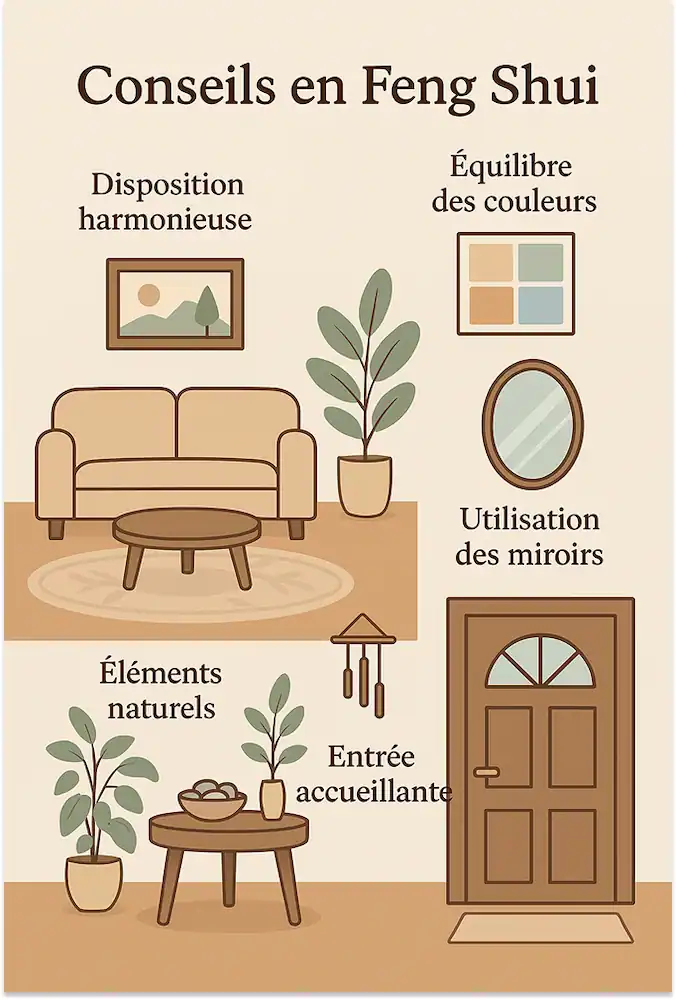 Conseils en Feng Shui
Disposition
harmonieuse
Équilibre
des couleurs
Utilisation
des miroirs
Éléments
naturels
Entrée
accueillante